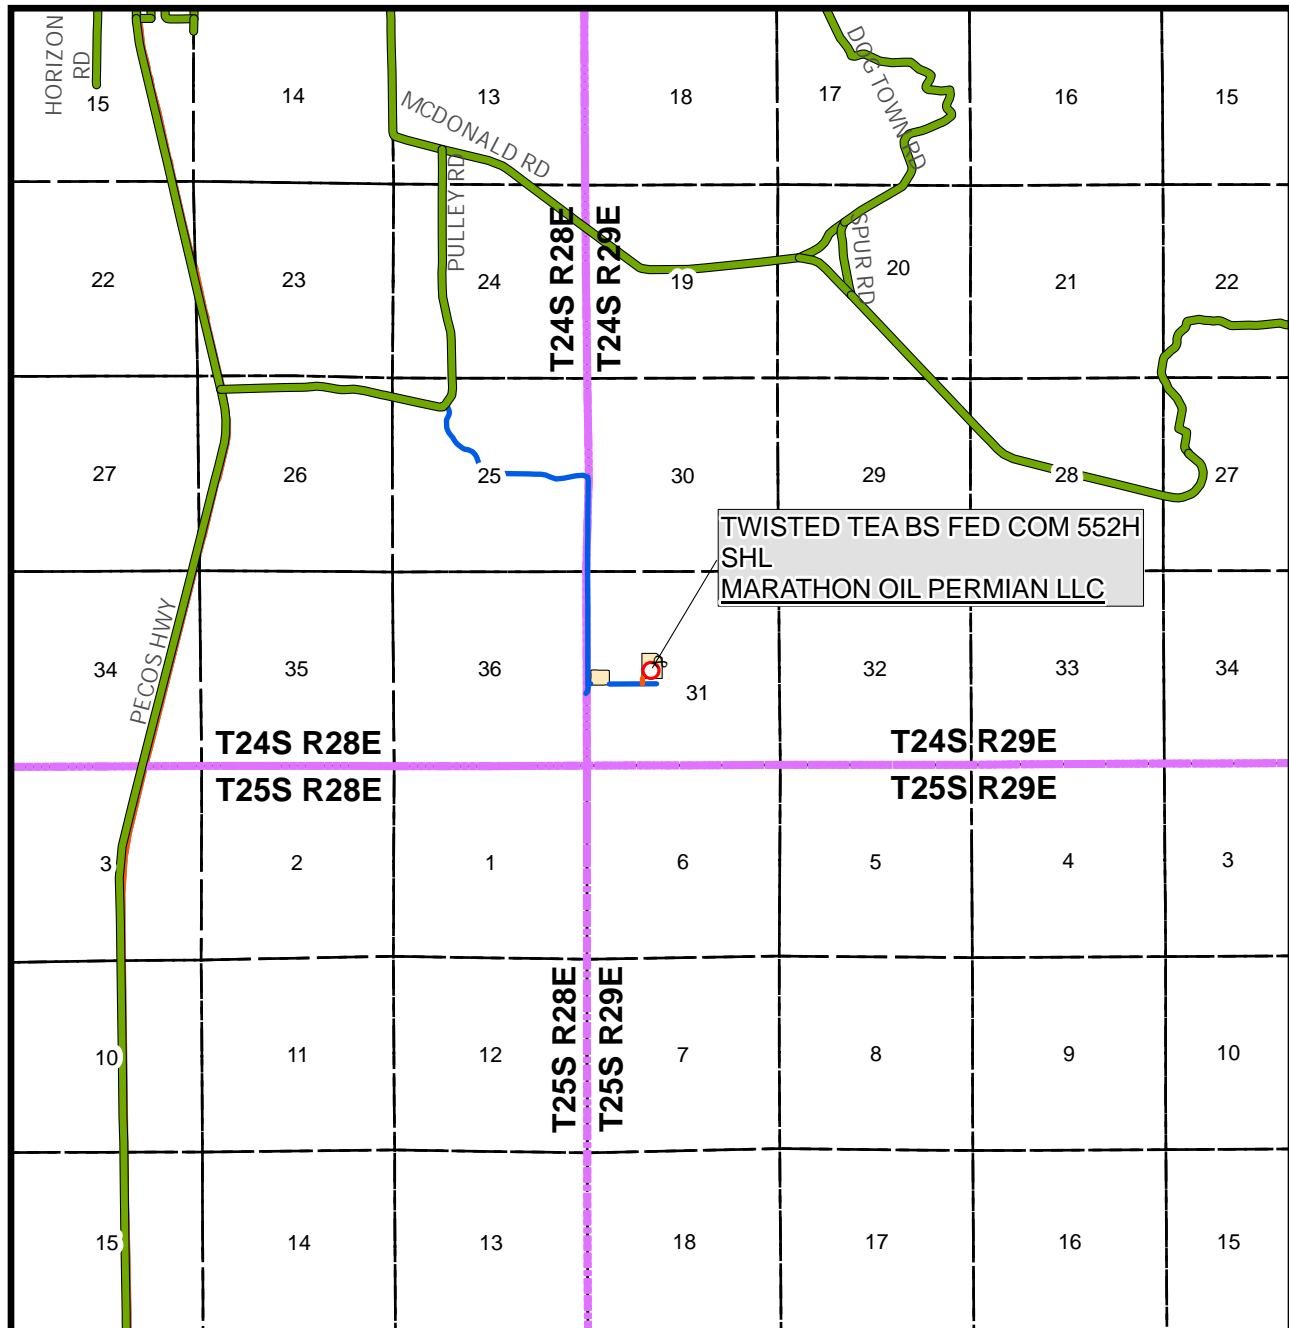 HORIZON
RD
15
14
13
18
17
16
15
MCDONALD RD
DOG TOWN RD
PULLEY RD
SPUR RD
22
23
24
T24S R28E
T24S R29E
19
20
21
22
27
26
25
30
29
28
27
TWISTED TEA BS FED COM 552H
SHL
MARATHON OIL PERMIAN LLC
PECOS HWY
34
35
36
31
32
33
34
T24S R28E
T24S R29E
T25S R28E
T25S R29E
3
2
1
6
5
4
3
T25S R28E
T25S R29E
10
11
12
7
8
9
10
15
14
13
18
17
16
15